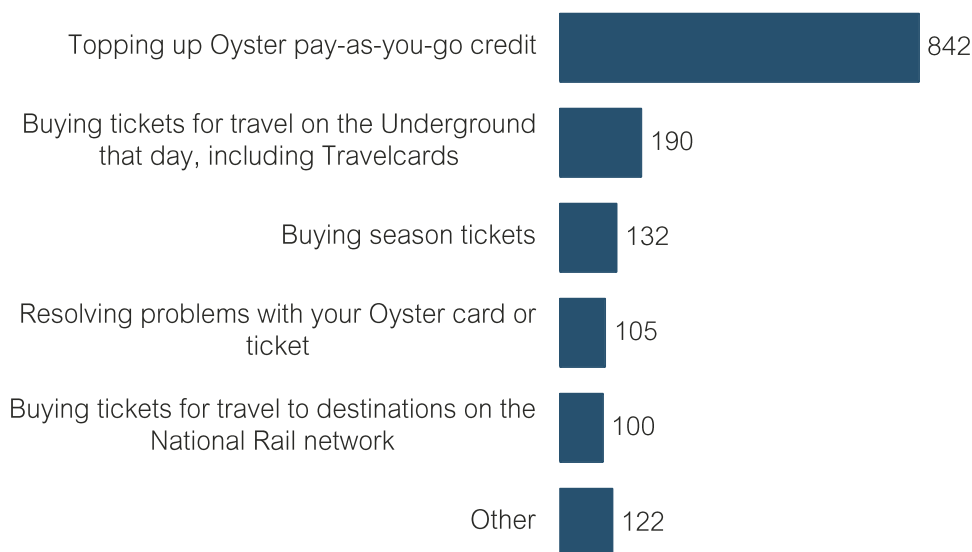 Topping up Oyster pay-as-you-go credit
842
Buying tickets for travel on the Underground
that day, including Travelcards
190
Buying season tickets
132
Resolving problems with your Oyster card or
ticket
105
Buying tickets for travel to destinations on the
National Rail network
100
Other
122